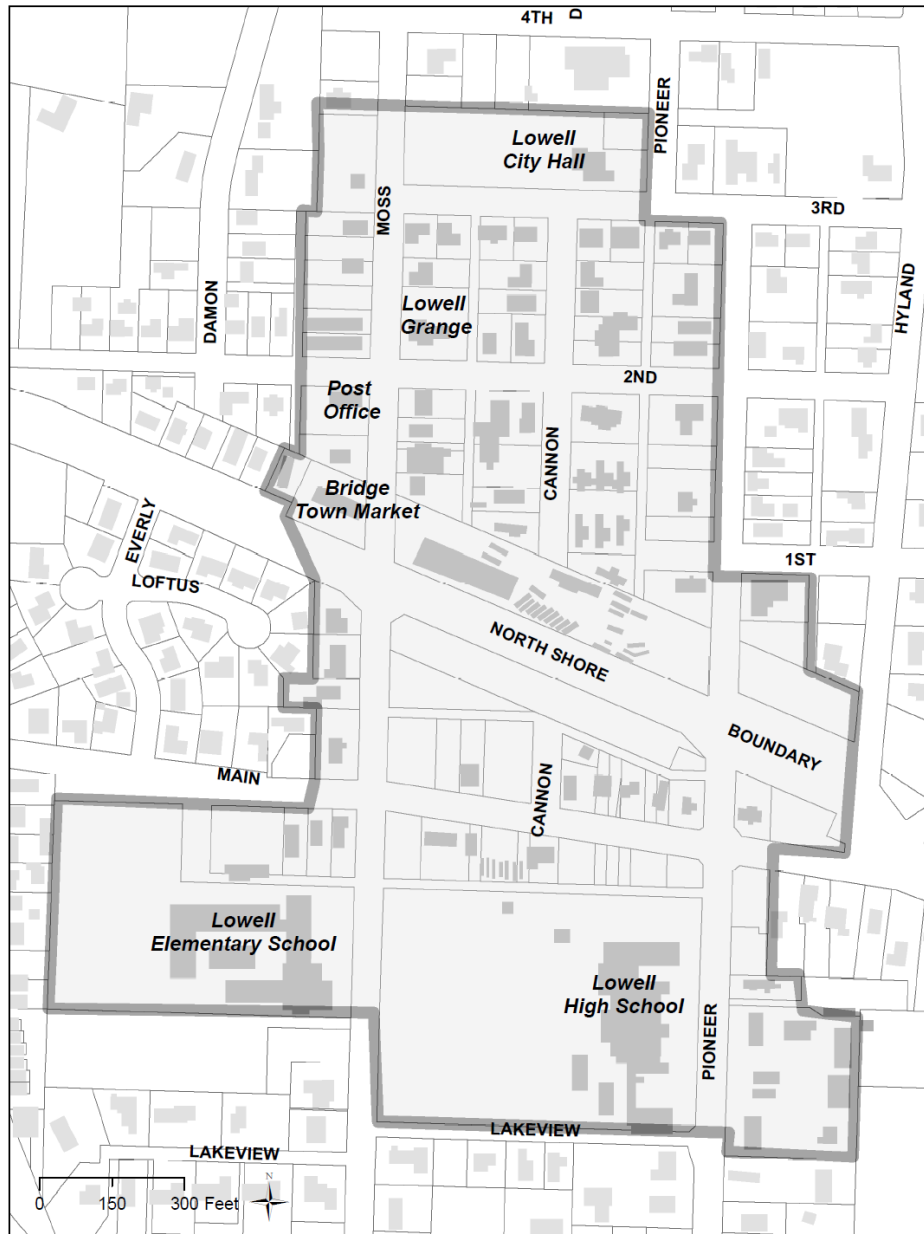 4TH
D
PIONEER
Lowell
City Hall
MOSS
3RD
HYLAND
DAMON
Lowell
Grange
2ND
Post
Office
CANNON
Bridge
Town Market
EVERLY
1ST
LOFTUS
NORTH SHORE
BOUNDARY
MAIN
CANNON
Lowell
Elementary School
Lowell
High School
PIONEER
LAKEVIEW
LAKEVIEW
N
0 150 300 Feet